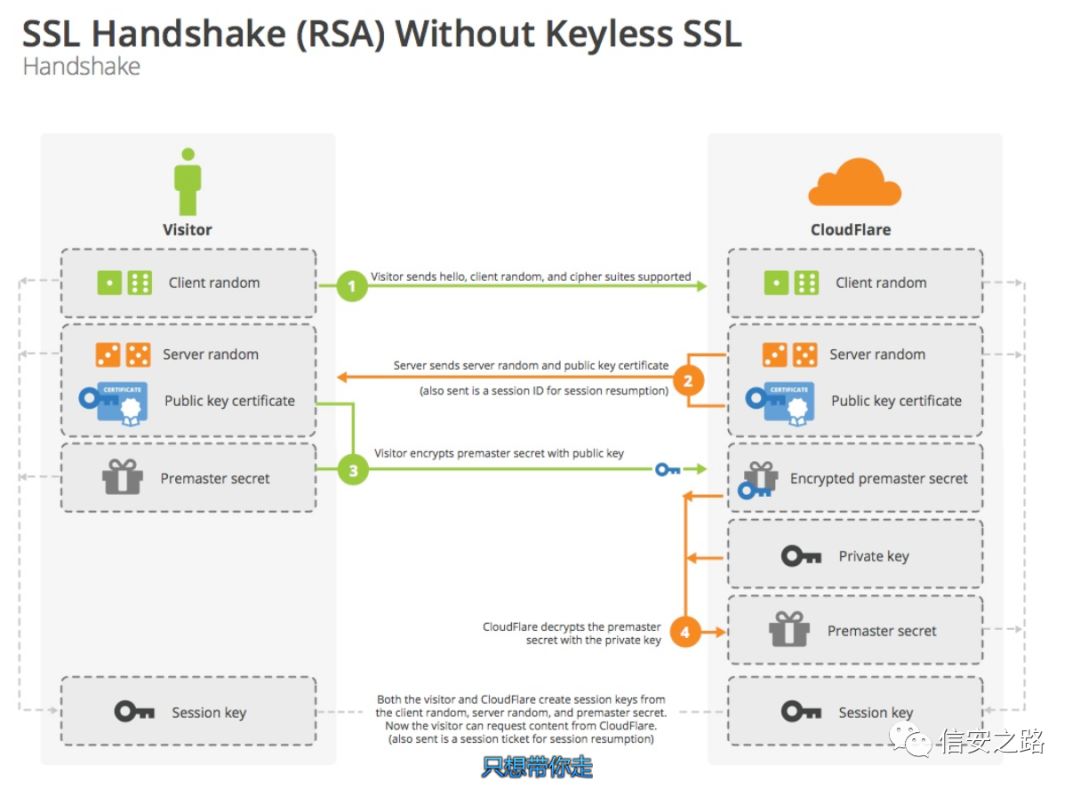 SSL Handshake (RSA) Without Keyless SSL
Handshake
Visitor
CloudFlare
Client random
1
Visitor sends hello, client random, and cipher suites supported
Client random
Server random
CERTIFICATE
Public key certificate
Server sends server random and public key certificate
(also sent is a session ID for session resumption)
2
Server random
CERTIFICATE
Public key certificate
Premaster secret
3
Visitor encrypts premaster secret with public key
Encrypted premaster secret
Private key
CloudFlare decrypts the premaster
secret with the private key
4
Premaster secret
Session key
Both the visitor and CloudFlare create session keys from
the client random, server random, and premaster secret.
Now the visitor can request content from CloudFlare.
(also sent is a session ticket for session resumption)
Session key
信安之路
只想带你走